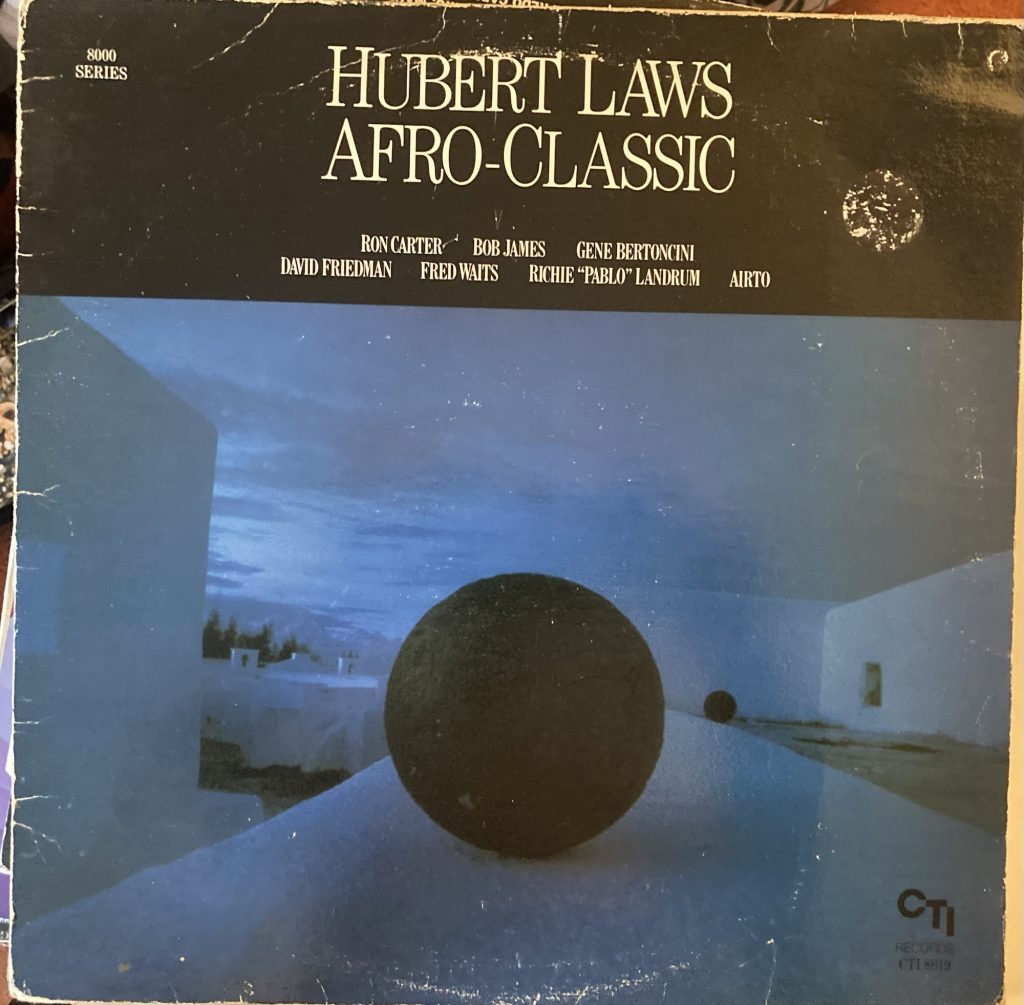 8000
SERIES
HUBERT LAWS
AFRO-CLASSIC
RON CARTER BOB JAMES GENE BERTONCINI
DAVID FRIEDMAN FRED WAITS RICHIE “PABLO” LANDRUM AIRTO
CTI
RECORDS
CTI 8019